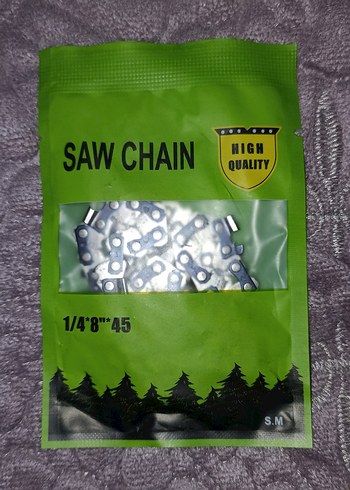 SAW CHAIN
HIGH
QUALITY
1/4*8"*45
S.M